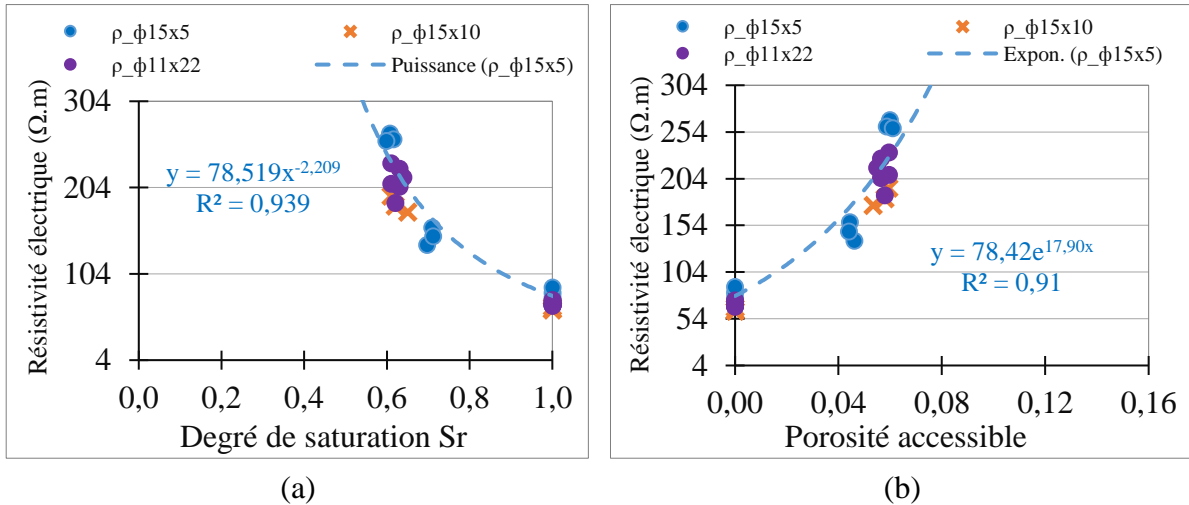 ρ_ϕ15x5
ρ_ϕ15x10
ρ_ϕ11x22
Puissance (ρ_ϕ15x5)
Résistivité électrique (Ω.m)
304
204
104
4
y = 78,519x^-2,209
R² = 0,939
0,0 0,2 0,4 0,6 0,8 1,0
Degré de saturation Sr
(a)
ρ_ϕ15x5
ρ_ϕ15x10
ρ_ϕ11x22
Expon. (ρ_ϕ15x5)
Résistivité électrique (Ω.m)
304
254
204
154
104
54
4
y = 78,42e^17,90x
R² = 0,91
0,00 0,04 0,08 0,12 0,16
Porosité accessible
(b)